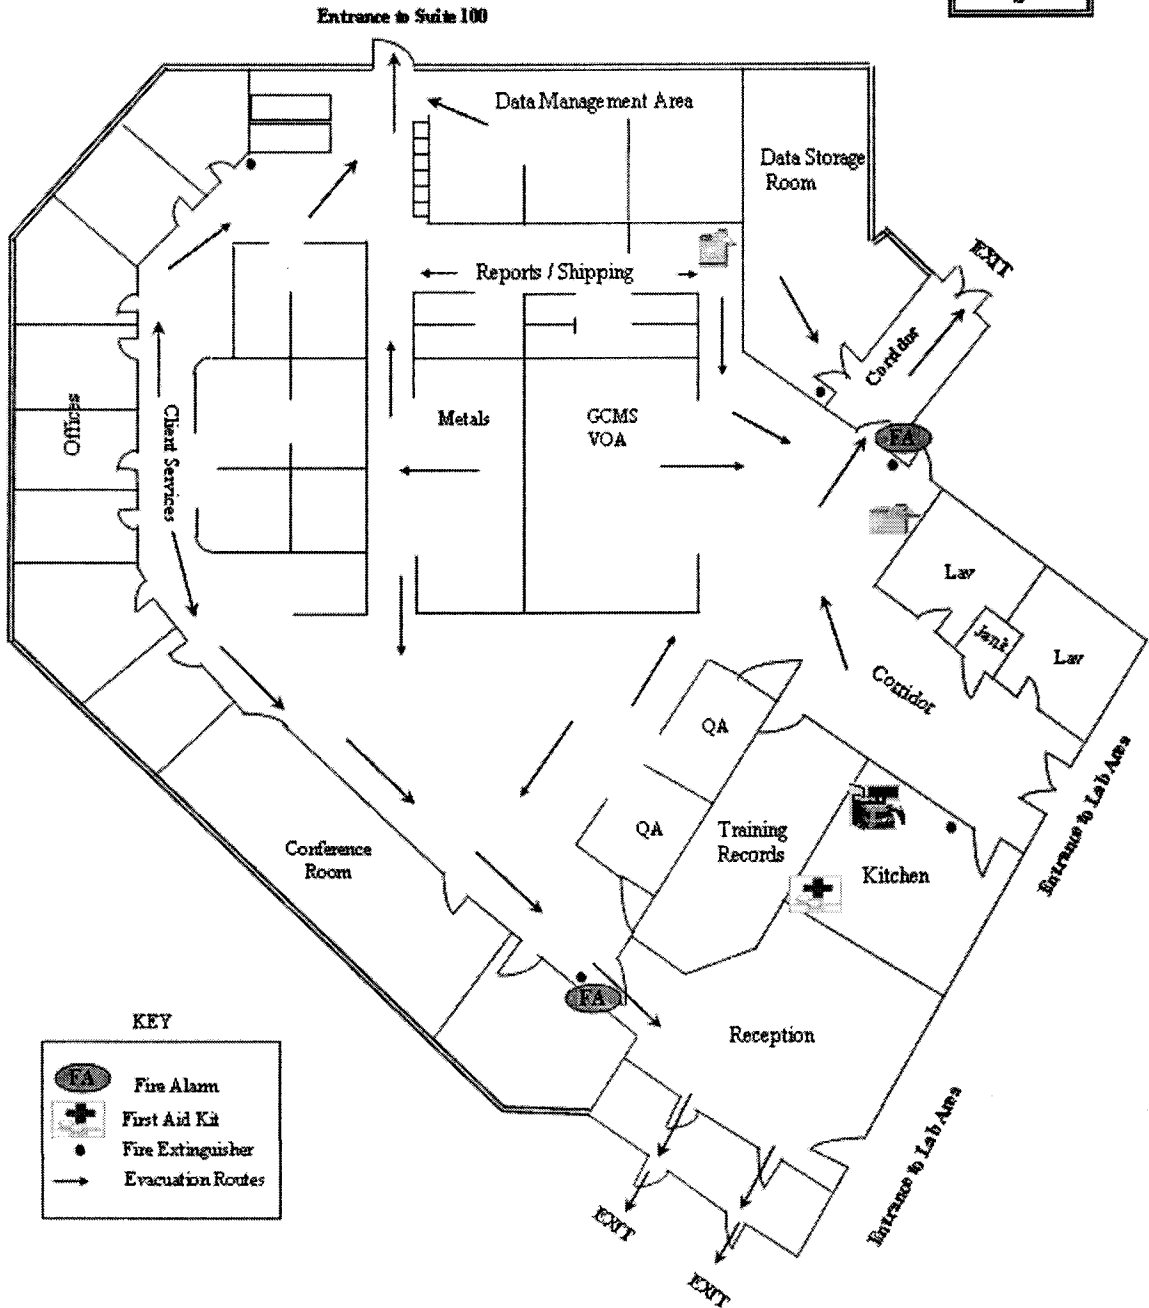 Entrance to Suite 100
Data Management Area
Data Storage
Room
EXIT
Reports / Shipping
Corridor
Offices
Client Services
Metals
GCMS
VOA
FA
Lav
Jank
Lav
Corridor
QA
QA
Training
Records
Kitchen
Entrance to Lab Area
Conference
Room
FA
Reception
Entrance to Lab Area
EXIT
EXIT
KEY
FA Fire Alarm
First Aid Kit
Fire Extinguisher
Evacuation Routes